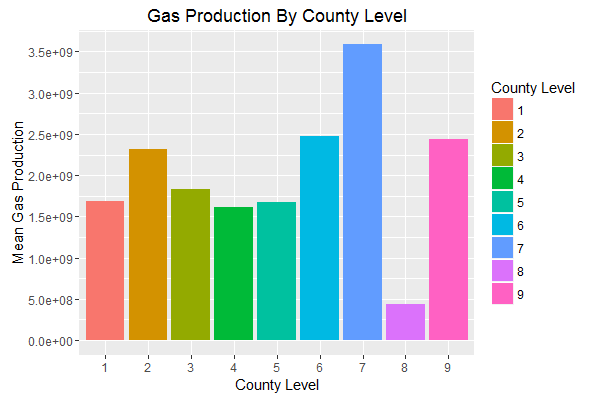 Gas Production By County Level
Mean Gas Production
3.5e+09
3.0e+09
2.5e+09
2.0e+09
1.5e+09
1.0e+09
5.0e+08
0.0e+00
1 2 3 4 5 6 7 8 9
County Level
County Level
1
2
3
4
5
6
7
8
9